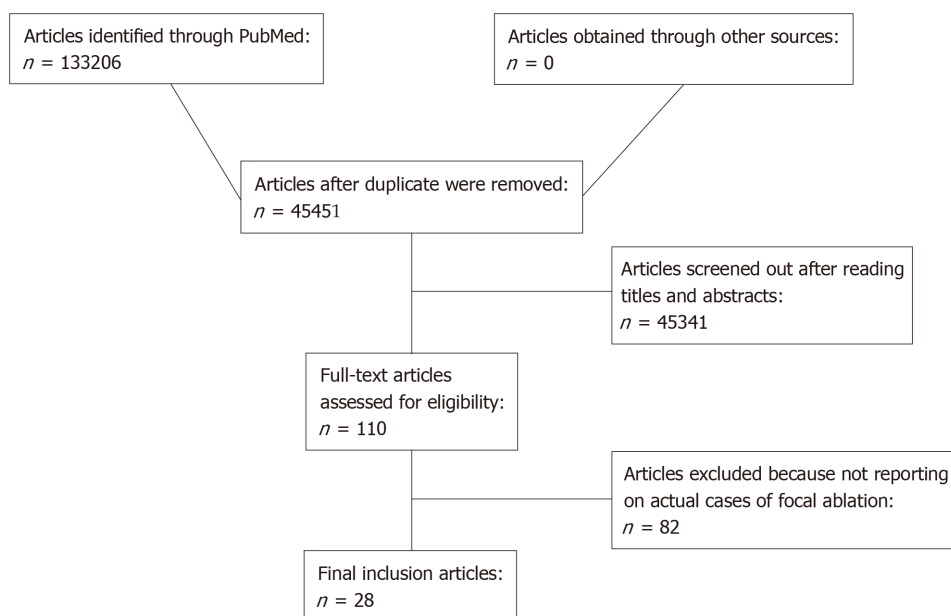 Articles identified through PubMed:
n = 133206
Articles obtained through other sources:
n = 0
Articles after duplicate were removed:
n = 45451
Articles screened out after reading
titles and abstracts:
n = 45341
Full-text articles
assessed for eligibility:
n = 110
Articles excluded because not reporting
on actual cases of focal ablation:
n = 82
Final inclusion articles:
n = 28